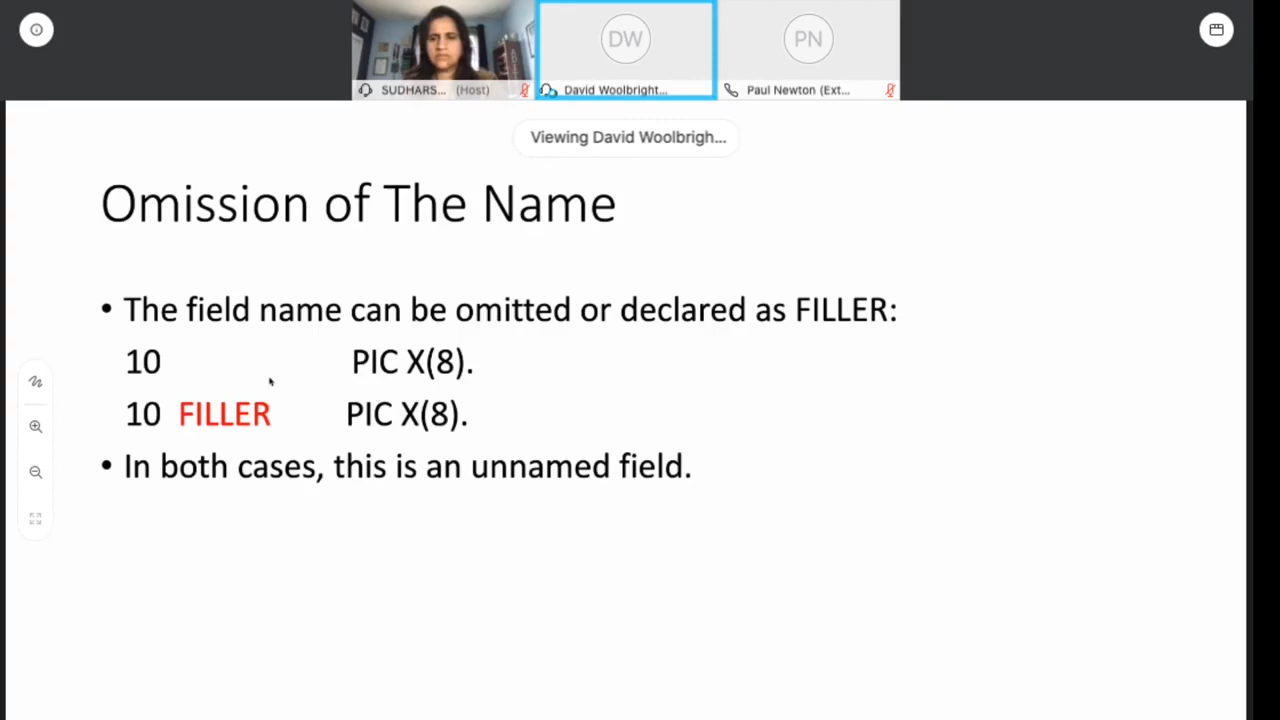 DW
PN
SUDHARS... (Host)
David Woolbright...
Paul Newton (Ext...
Viewing David Woolbrigh...
Omission of The Name
• The field name can be omitted or declared as FILLER:
10 PIC X(8).
10 FILLER PIC X(8).
• In both cases, this is an unnamed field.